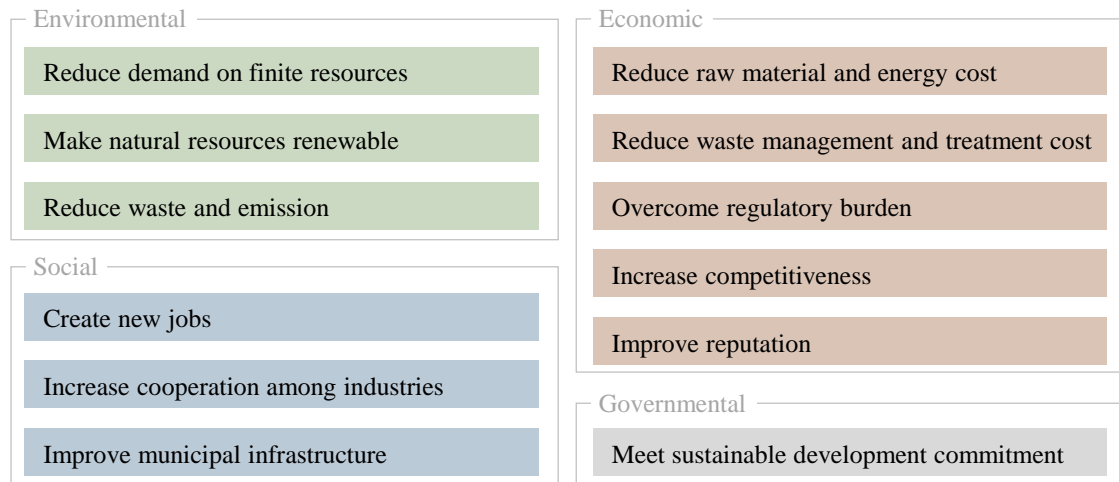 Environmental
Reduce demand on finite resources
Make natural resources renewable
Reduce waste and emission
Social
Create new jobs
Increase cooperation among industries
Improve municipal infrastructure
Economic
Reduce raw material and energy cost
Reduce waste management and treatment cost
Overcome regulatory burden
Increase competitiveness
Improve reputation
Governmental
Meet sustainable development commitment